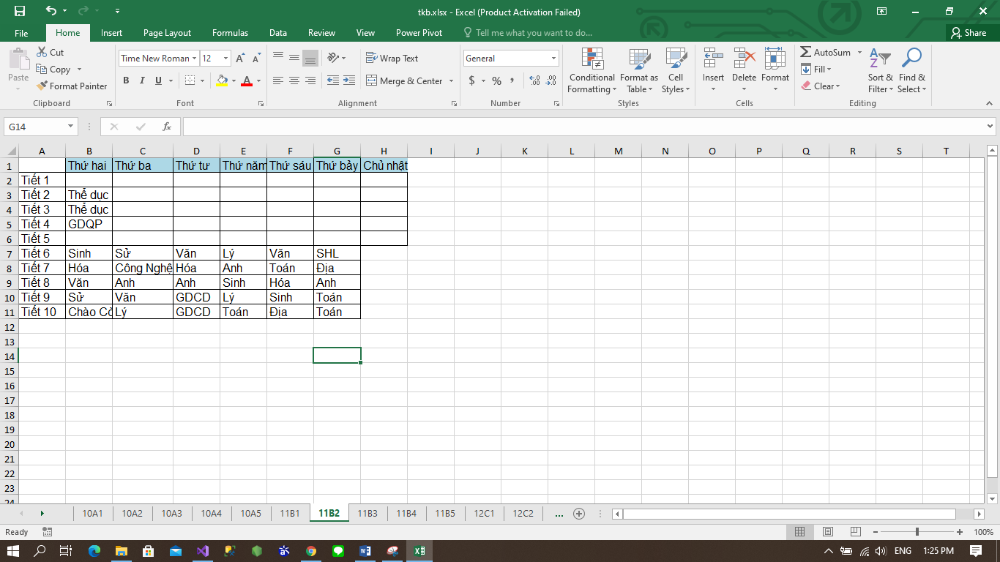 tkb.xlsx - Excel (Product Activation Failed)
File Home Insert Page Layout Formulas Data Review View Power Pivot Tell me what you want to do... Share
Paste Cut Copy Format Painter Clipboard
Time New Roman 12 B I U A Font
Wrap Text Merge & Center Alignment
General $ % , Number
Conditional Formatting Format as Table Cell Styles Styles
Insert Delete Format Cells
AutoSum Fill Clear Sort & Filter Find & Select Editing
G14 fx
A B C D E F G H I J K L M N O P Q R S T
1 Thứ hai Thứ ba Thứ tư Thứ năm Thứ sáu Thứ bảy Chủ nhật
2 Tiết 1
3 Tiết 2 Thể dục
4 Tiết 3 Thể dục
5 Tiết 4 GDQP
6 Tiết 5
7 Tiết 6 Sinh Sử Văn Lý Văn SHL
8 Tiết 7 Hóa Công Nghệ Hóa Anh Toán Địa
9 Tiết 8 Văn Anh Anh Sinh Hóa Anh
10 Tiết 9 Sử Văn GDCD Lý Sinh Toán
11 Tiết 10 Chào Cờ Lý GDCD Toán Địa Toán
12
13
14
15
16
17
18
19
20
21
22
23
24
10A1 10A2 10A3 10A4 10A5 11B1 11B2 11B3 11B4 11B5 12C1 12C2 ...
Ready 100%
ENG 1:25 PM